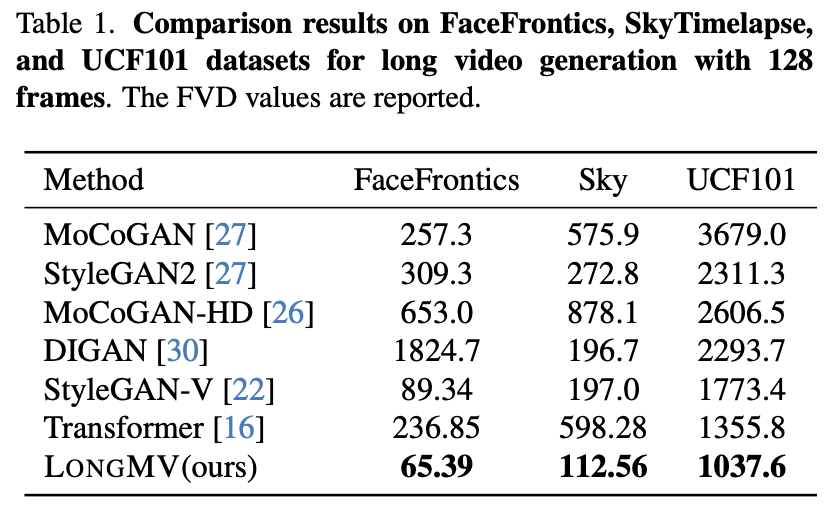 Table 1. Comparison results on FaceFrontics, SkyTimelapse,
and UCF101 datasets for long video generation with 128
frames. The FVD values are reported.
Method FaceFrontics Sky UCF101
MoCoGAN [27] 257.3 575.9 3679.0
StyleGAN2 [27] 309.3 272.8 2311.3
MoCoGAN-HD [26] 653.0 878.1 2606.5
DIGAN [30] 1824.7 196.7 2293.7
StyleGAN-V [22] 89.34 197.0 1773.4
Transformer [16] 236.85 598.28 1355.8
LONGMV(ours) 65.39 112.56 1037.6